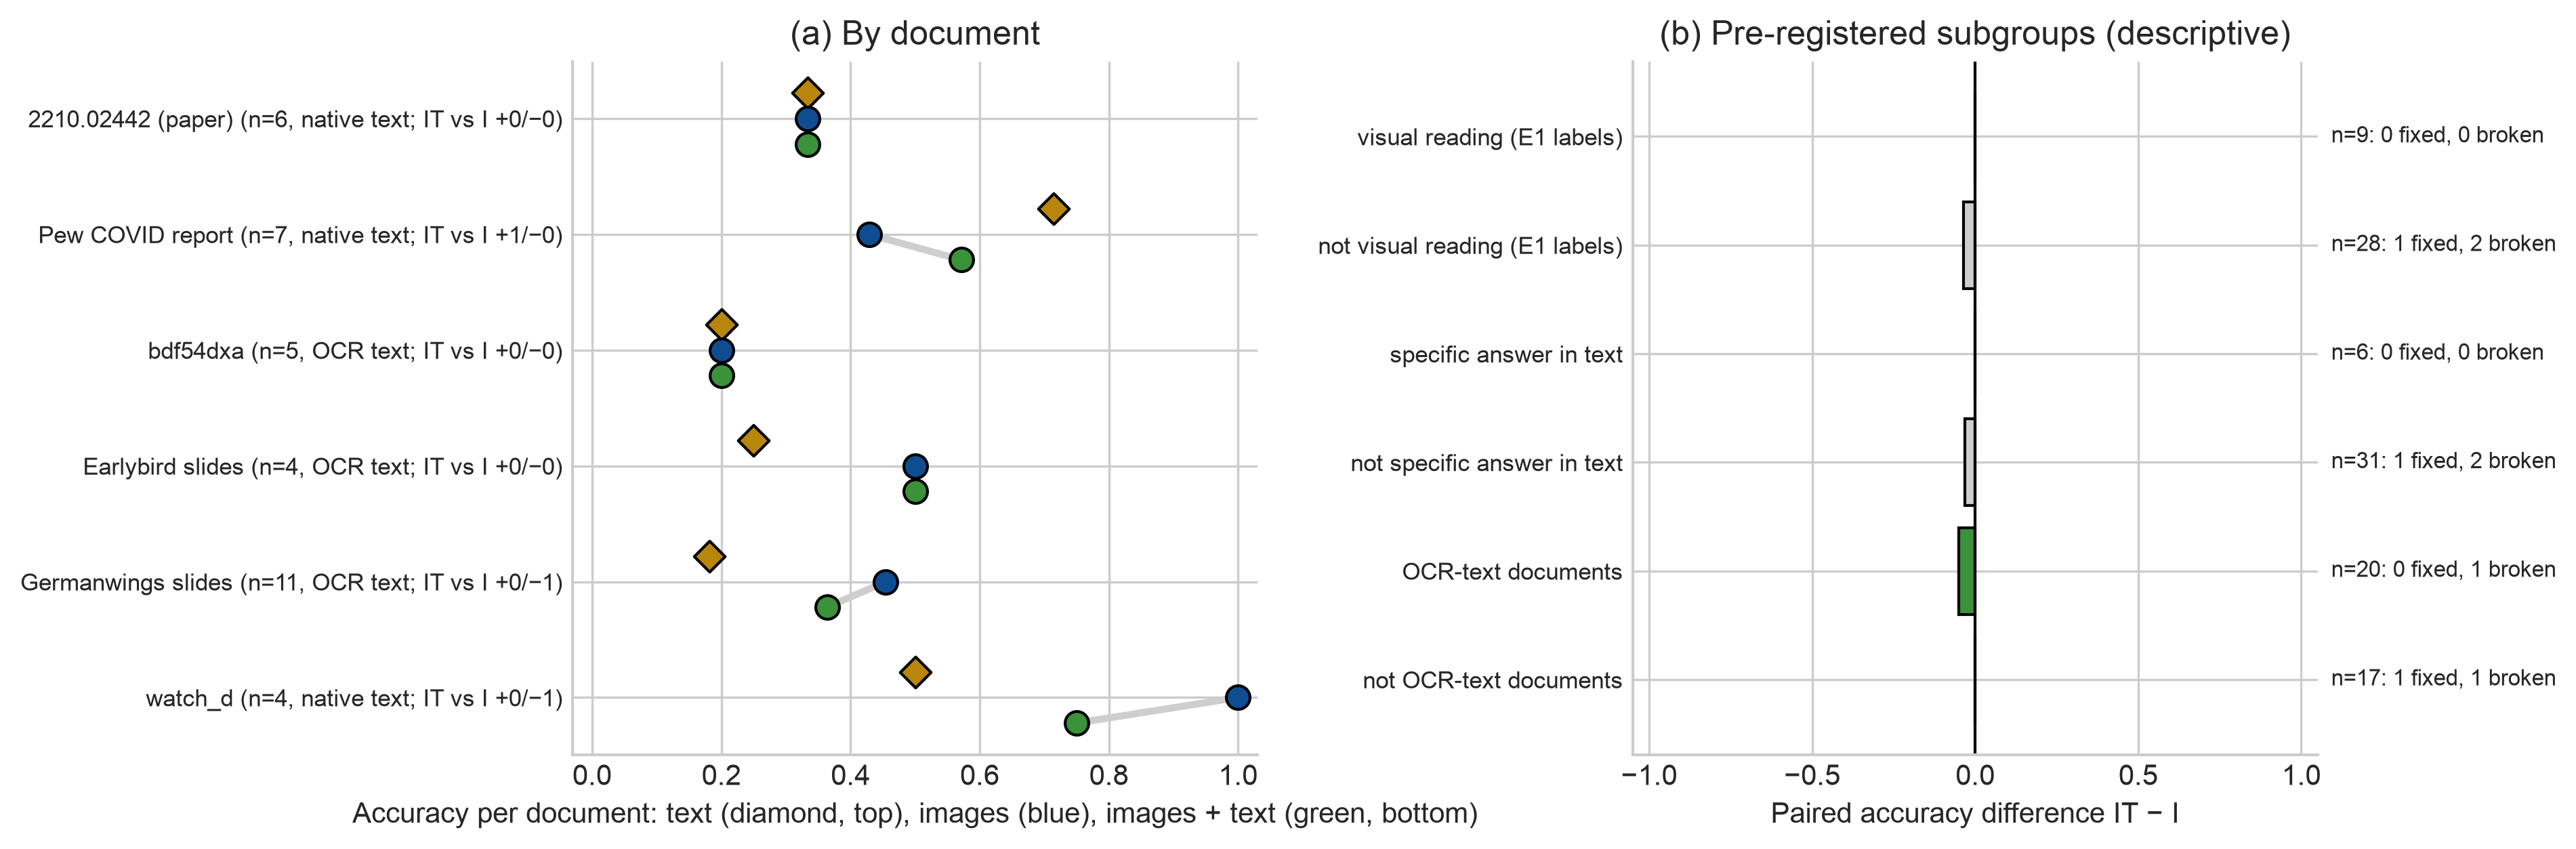 (a) By document
2210.02442 (paper) (n=6, native text; IT vs I +0/−0)
Pew COVID report (n=7, native text; IT vs I +1/−0)
bdf54dxa (n=5, OCR text; IT vs I +0/−0)
Earlybird slides (n=4, OCR text; IT vs I +0/−0)
Germanwings slides (n=11, OCR text; IT vs I +0/−1)
watch_d (n=4, native text; IT vs I +0/−1)
0.0 0.2 0.4 0.6 0.8 1.0
Accuracy per document: text (diamond, top), images (blue), images + text (green, bottom)
(b) Pre-registered subgroups (descriptive)
visual reading (E1 labels) n=9: 0 fixed, 0 broken
not visual reading (E1 labels) n=28: 1 fixed, 2 broken
specific answer in text n=6: 0 fixed, 0 broken
not specific answer in text n=31: 1 fixed, 2 broken
OCR-text documents n=20: 0 fixed, 1 broken
not OCR-text documents n=17: 1 fixed, 1 broken
−1.0 −0.5 0.0 0.5 1.0
Paired accuracy difference IT − I